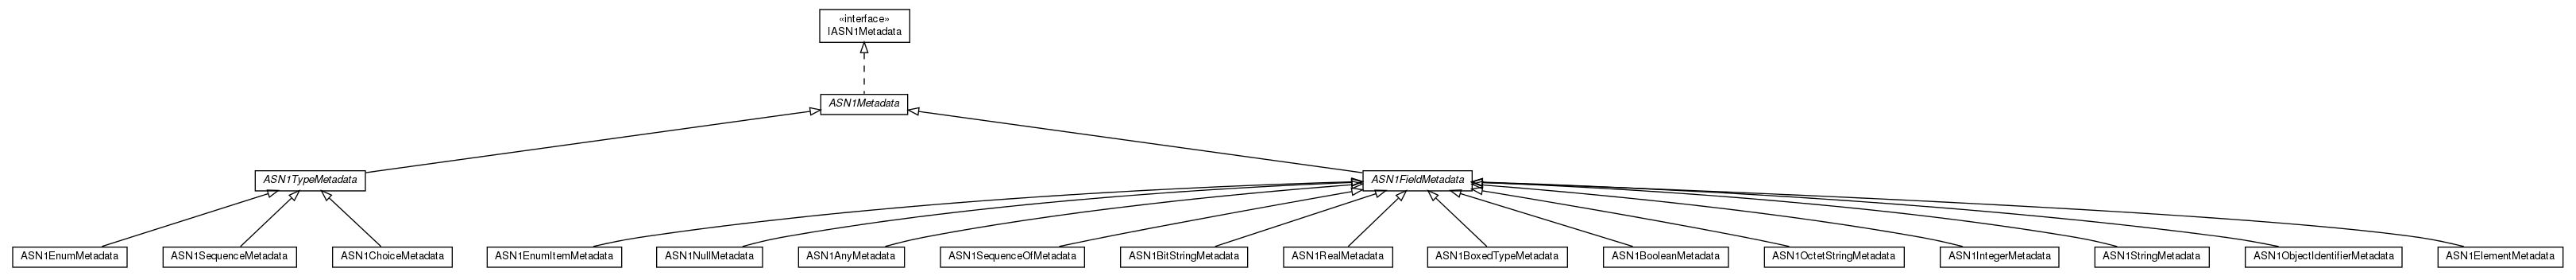 «interface»
IASN1Metadata
ASN1Metadata
ASN1TypeMetadata
ASN1FieldMetadata
ASN1EnumMetadata
ASN1SequenceMetadata
ASN1ChoiceMetadata
ASN1EnumItemMetadata
ASN1NullMetadata
ASN1AnyMetadata
ASN1SequenceOfMetadata
ASN1BitStringMetadata
ASN1RealMetadata
ASN1BoxedTypeMetadata
ASN1BooleanMetadata
ASN1OctetStringMetadata
ASN1IntegerMetadata
ASN1StringMetadata
ASN1ObjectIdentifierMetadata
ASN1ElementMetadata